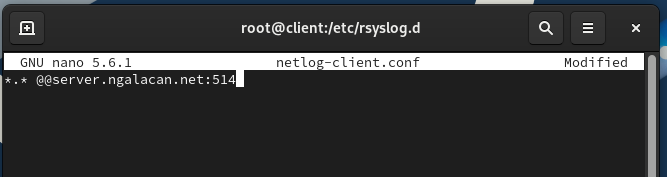 root@client:/etc/rsyslog.d
GNU nano 5.6.1 netlog-client.conf Modified
*.* @@server.ngalacan.net:514